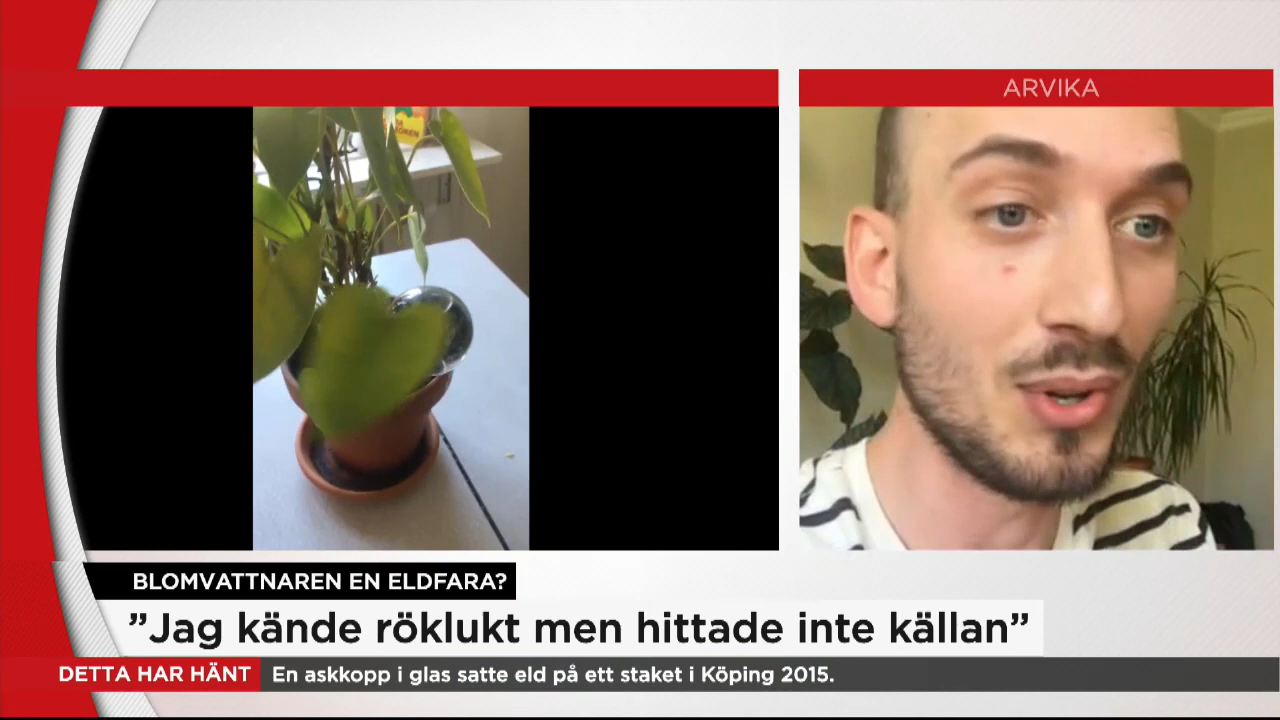 ARVIKA
BLOMVATTNAREN EN ELDFARA?
”Jag kände röklukt men hittade inte källan”
DETTA HAR HÄNT
En askkopp i glas satte eld på ett staket i Köping 2015.